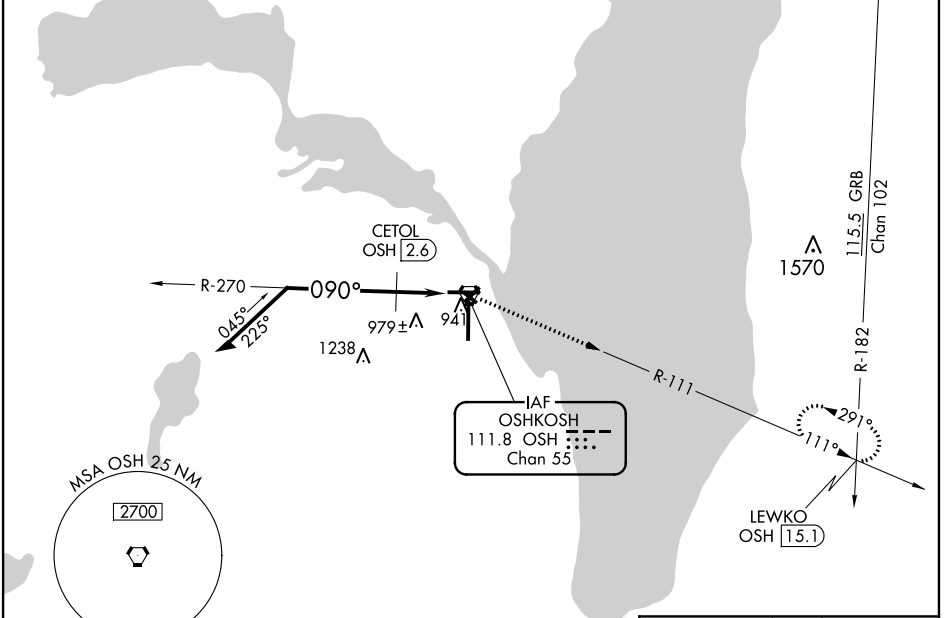 115.5 GRB
Chan 102
CETOL
OSH 2.6
1570
R-270
090°
045°
225°
979±
941
1238
R-182
R-111
IAF
OSHKOSH
111.8 OSH
Chan 55
291°
111°
MSA OSH 25 NM
2700
LEWKO
OSH 15.1